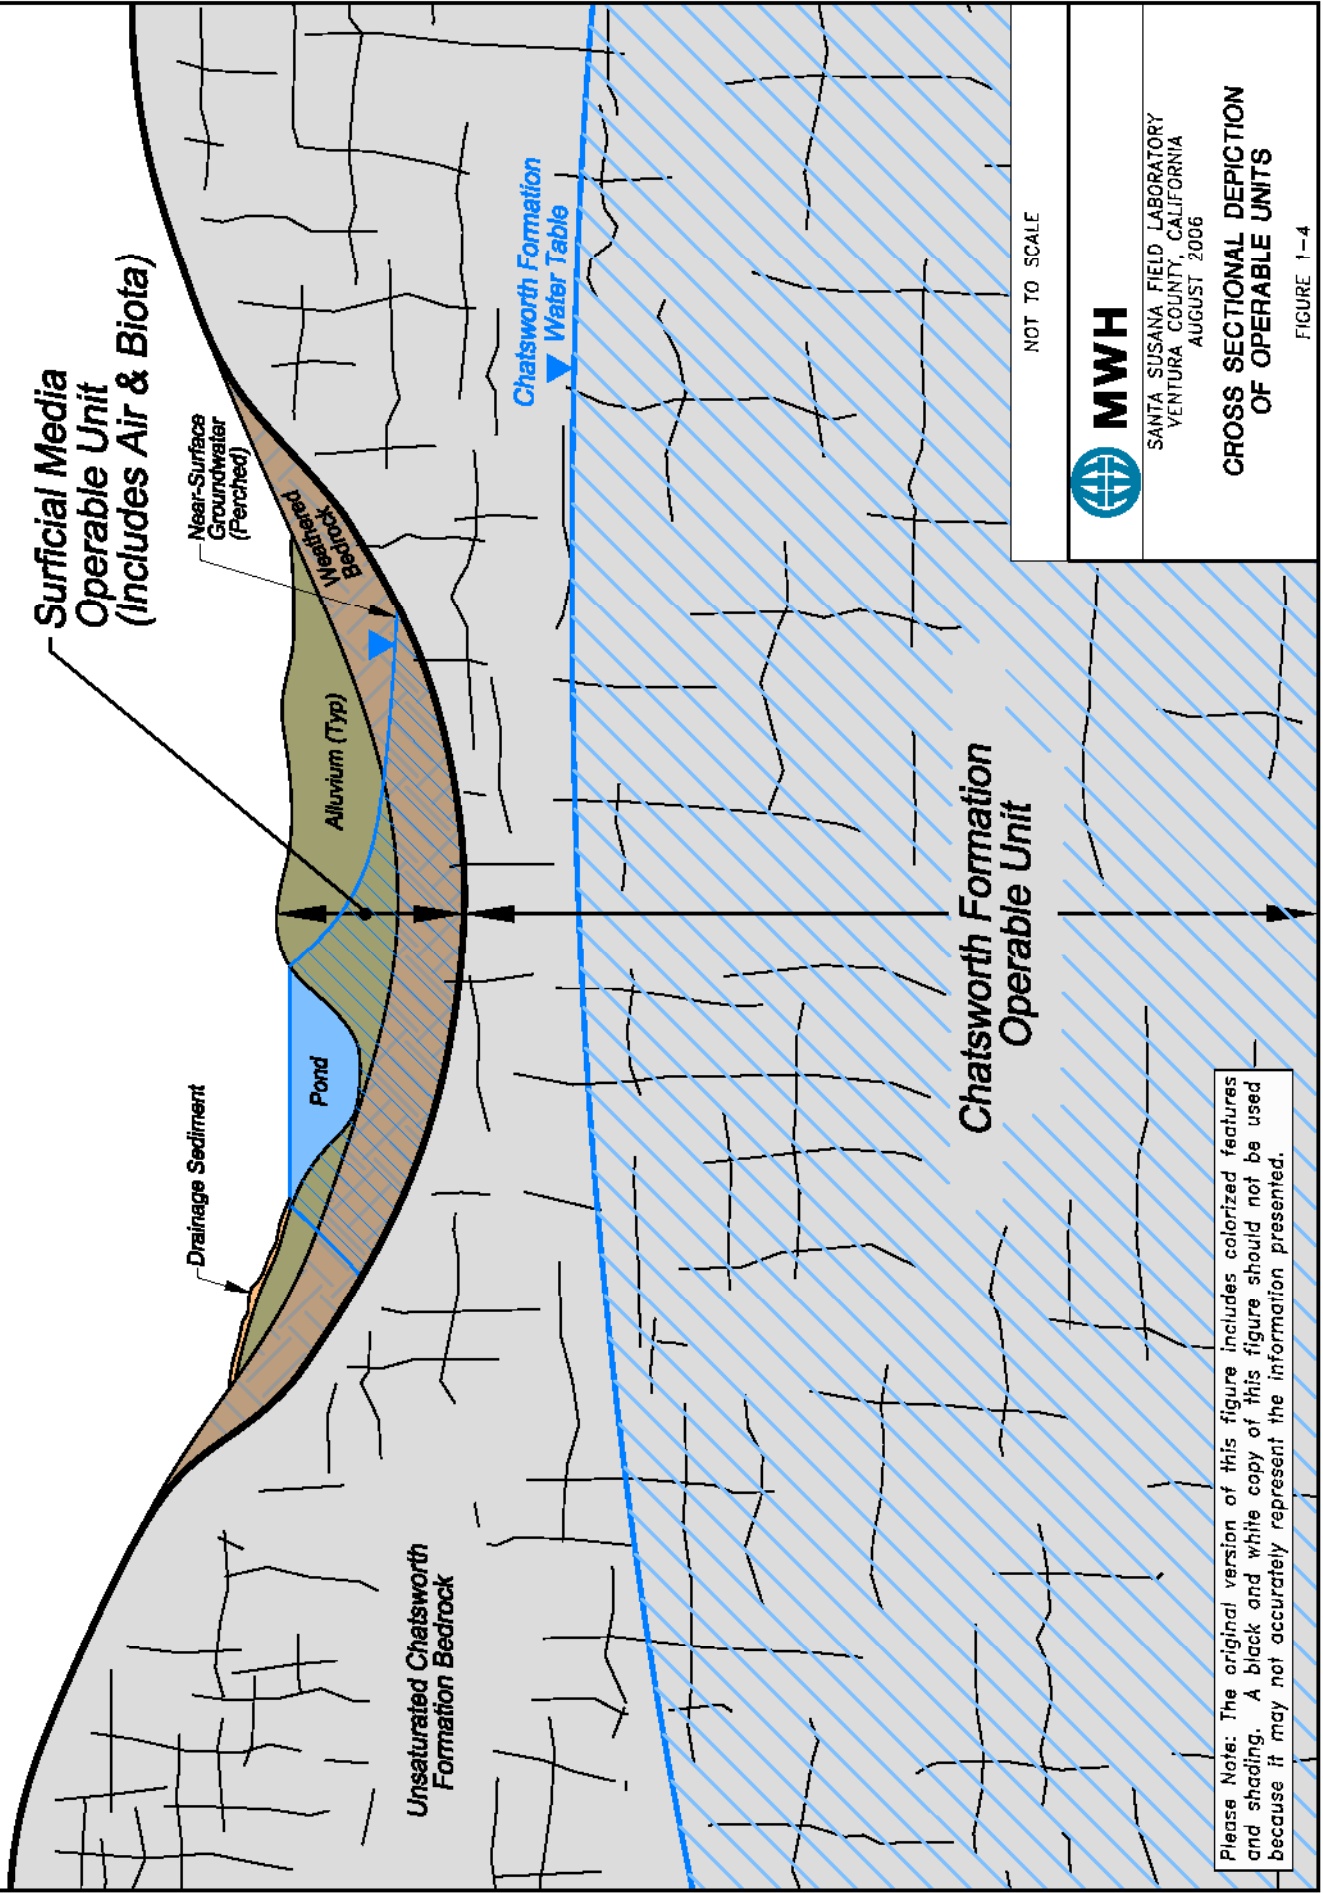 Surficial Media
Operable Unit
(Includes Air & Biota)
Near-Surface
Groundwater
(Perched)
Drainage Sediment
Pond
Alluvium (Typ)
Weathered
Bedrock
Unsaturated Chatsworth
Formation Bedrock
Chatsworth Formation
Water Table
Chatsworth Formation
Operable Unit
Please Note: The original version of this figure includes colorized features
and shading. A black and white copy of this figure should not be used
because it may not accurately represent the information presented.
NOT TO SCALE
MWH
SANTA SUSANA FIELD LABORATORY
VENTURA COUNTY, CALIFORNIA
AUGUST 2006
CROSS SECTIONAL DEPICTION
OF OPERABLE UNITS
FIGURE 1-4